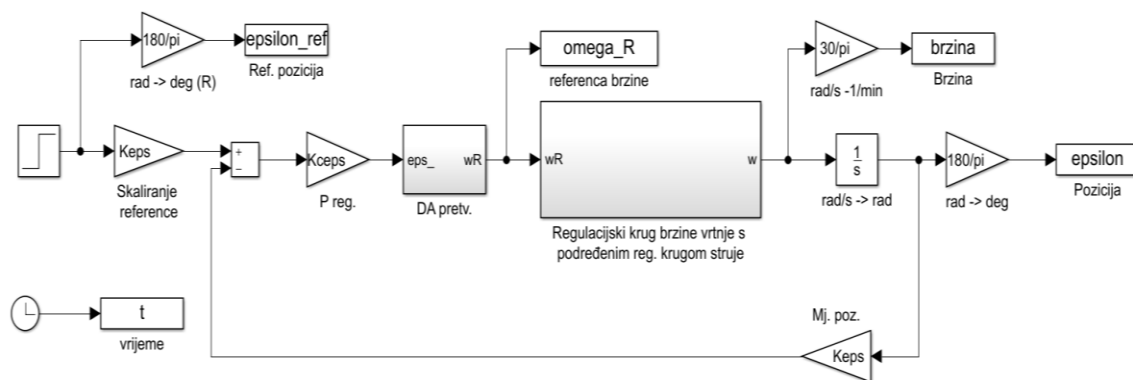 180/pi
epsilon_ref
rad -> deg (R)
Ref. pozicija
omega_R
referenca brzine
30/pi
brzina
rad/s -1/min
Brzina
Keps
Skaliranje
reference
+
−
Kceps
P reg.
eps_
wR
DA pretv.
wR
w
Regulacijski krug brzine vrtnje s
podređenim reg. krugom struje
1
s
rad/s -> rad
180/pi
rad -> deg
epsilon
Pozicija
t
vrijeme
Mj. poz.
Keps